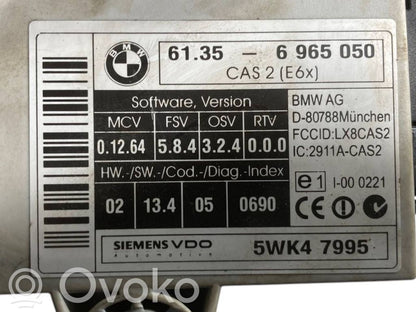 BMW
61.35 - 6 965 050
CAS 2 (E6x)
Software, Version
MCV FSV OSV RTV
0.12.64 5.8.4 3.2.4 0.0.0
HW.-/SW.-/Cod.-/Diag.-Index
02 13.4 05 0690
BMW AG
D-80788München
FCCID:LX8CAS2
IC:2911A-CAS2
e1 I-00 0221
CE
SIEMENS VDO
Automotive
5WK4 7995
OVOKO